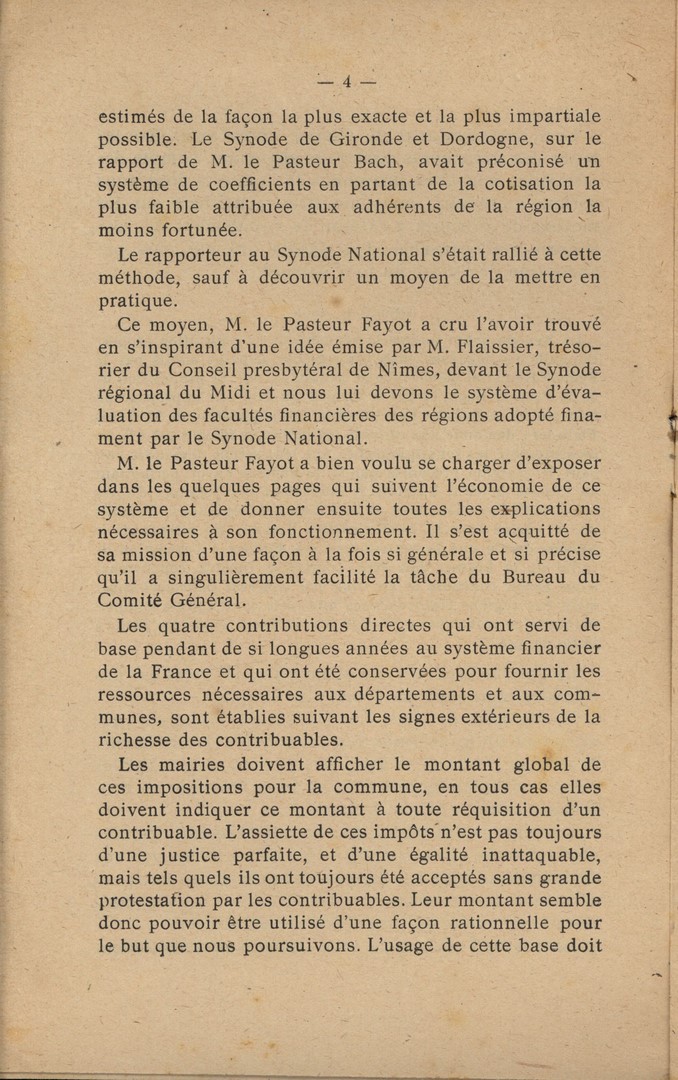 — 4 —
estimés de la façon la plus exacte et la plus impartiale
possible. Le Synode de Gironde et Dordogne, sur le
rapport de M. le Pasteur Bach, avait préconisé un
système de coefficients en partant de la cotisation la
plus faible attribuée aux adhérents de la région la
moins fortunée.
Le rapporteur au Synode National s'était rallié à cette
méthode, sauf à découvrir un moyen de la mettre en
pratique.
Ce moyen, M. le Pasteur Fayot a cru l'avoir trouvé
en s'inspirant d'une idée émise par M. Flaissier, tréso-
rier du Conseil presbytéral de Nîmes, devant le Synode
régional du Midi et nous lui devons le système d'éva-
luation des facultés financières des régions adopté fina-
ment par le Synode National.
M. le Pasteur Fayot a bien voulu se charger d'exposer
dans les quelques pages qui suivent l'économie de ce
système et de donner ensuite toutes les explications
nécessaires à son fonctionnement. Il s'est acquitté de
sa mission d'une façon à la fois si générale et si précise
qu'il a singulièrement facilité la tâche du Bureau du
Comité Général.
Les quatre contributions directes qui ont servi de
base pendant de si longues années au système financier
de la France et qui ont été conservées pour fournir les
ressources nécessaires aux départements et aux com-
munes, sont établies suivant les signes extérieurs de la
richesse des contribuables.
Les mairies doivent afficher le montant global de
ces impositions pour la commune, en tous cas elles
doivent indiquer ce montant à toute réquisition d'un
contribuable. L'assiette de ces impôts n'est pas toujours
d'une justice parfaite, et d'une égalité inattaquable,
mais tels quels ils ont toujours été acceptés sans grande
protestation par les contribuables. Leur montant semble
donc pouvoir être utilisé d'une façon rationnelle pour
le but que nous poursuivons. L'usage de cette base doit